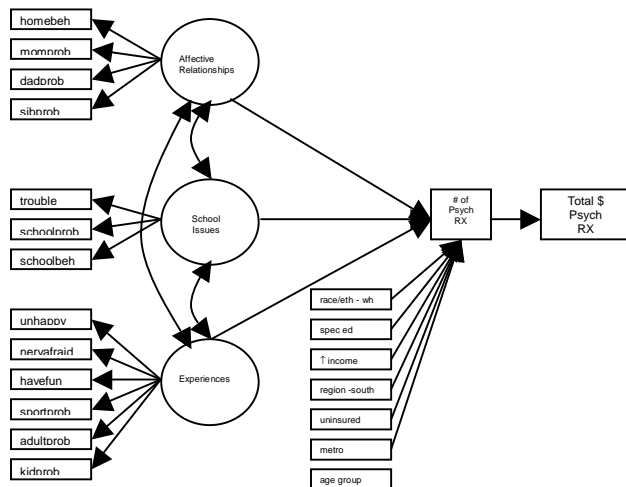 homebeh
momprob
dadprob
sibprob
Affective
Relationships
trouble
schoolprob
schoolbeh
School
Issues
unhappy
nervafraid
havefun
sportprob
adultprob
kidprob
Experiences
# of
Psych
RX
Total $
Psych
RX
race/eth - wh
spec ed
↑ income
region -south
uninsured
metro
age group